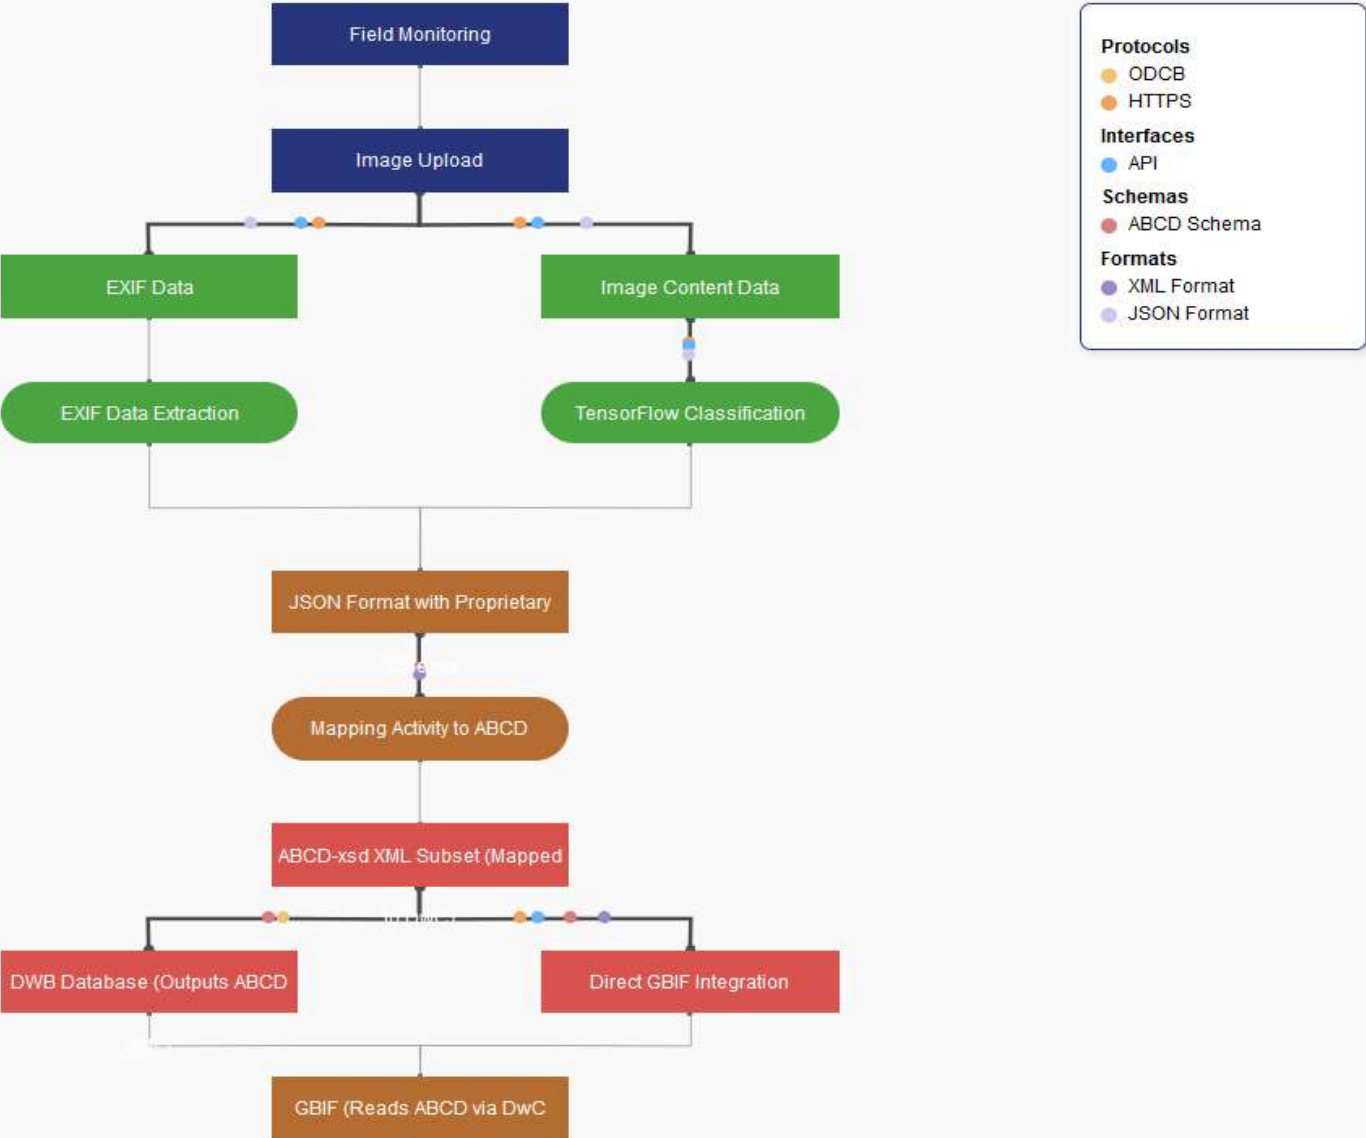 Field Monitoring
Image Upload
EXIF Data
Image Content Data
EXIF Data Extraction
TensorFlow Classification
JSON Format with Proprietary
Mapping Activity to ABCD
ABCD-xsd XML Subset (Mapped
DWB Database (Outputs ABCD
Direct GBIF Integration
GBIF (Reads ABCD via DwC
Protocols
ODCB
HTTPS
Interfaces
API
Schemas
ABCD Schema
Formats
XML Format
JSON Format